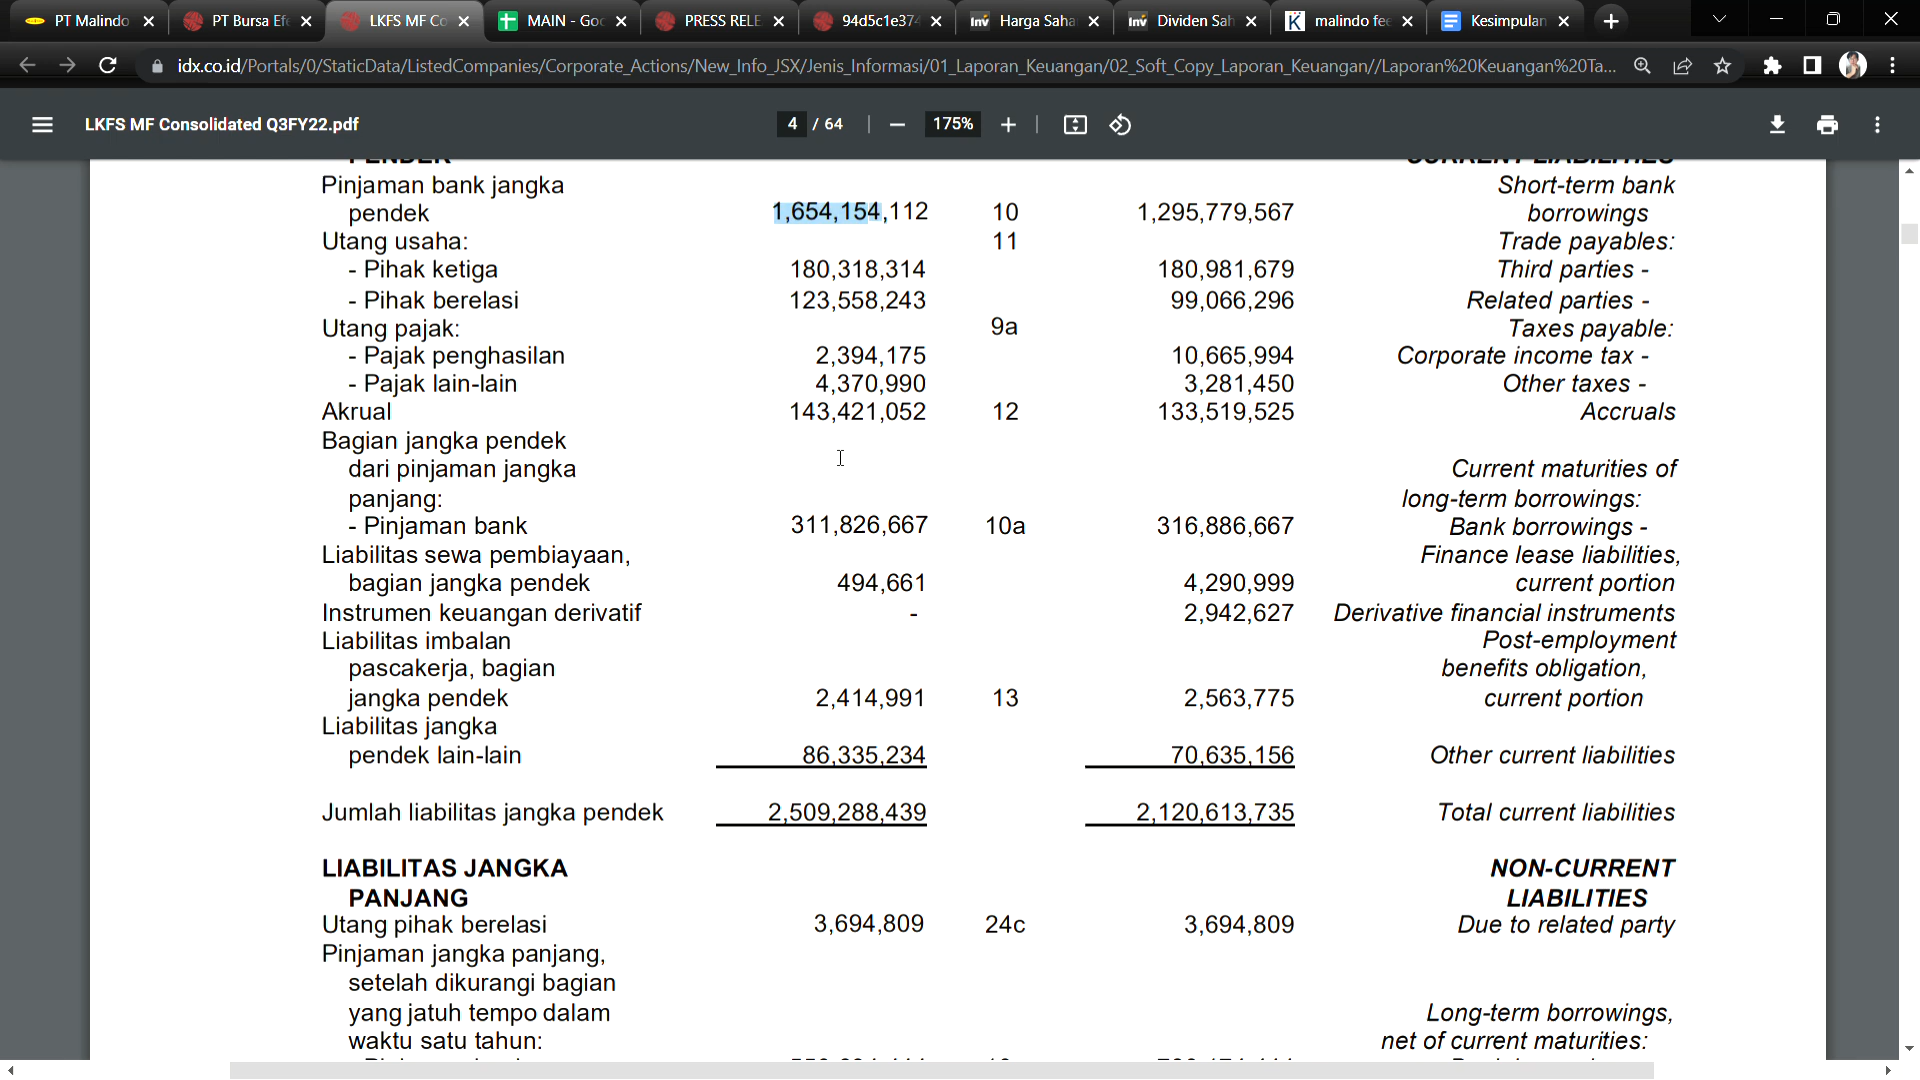 PT Malindo
PT Bursa Efe
LKFS MF Co
MAIN - Goo
PRESS RELE
94d5c1e374
Harga Saha
Dividen Sah
malindo fee
Kesimpulan
idx.co.id/Portals/0/StaticData/ListedCompanies/Corporate_Actions/New_Info_JSX/Jenis_Informasi/01_Laporan_Keuangan/02_Soft_Copy_Laporan_Keuangan//Laporan%20Keuangan%20Ta...
LKFS MF Consolidated Q3FY22.pdf
4 / 64
175%
PENDEK CURRENT LIABILITIES
Pinjaman bank jangka Short-term bank
pendek 1,654,154,112 10 1,295,779,567 borrowings
Utang usaha: 11 Trade payables:
- Pihak ketiga 180,318,314 180,981,679 Third parties -
- Pihak berelasi 123,558,243 99,066,296 Related parties -
Utang pajak: 9a Taxes payable:
- Pajak penghasilan 2,394,175 10,665,994 Corporate income tax -
- Pajak lain-lain 4,370,990 3,281,450 Other taxes -
Akrual 143,421,052 12 133,519,525 Accruals
Bagian jangka pendek
dari pinjaman jangka Current maturities of
panjang: long-term borrowings:
- Pinjaman bank 311,826,667 10a 316,886,667 Bank borrowings -
Liabilitas sewa pembiayaan, Finance lease liabilities,
bagian jangka pendek 494,661 4,290,999 current portion
Instrumen keuangan derivatif - 2,942,627 Derivative financial instruments
Liabilitas imbalan Post-employment
pascakerja, bagian benefits obligation,
jangka pendek 2,414,991 13 2,563,775 current portion
Liabilitas jangka
pendek lain-lain 86,335,234 70,635,156 Other current liabilities
Jumlah liabilitas jangka pendek 2,509,288,439 2,120,613,735 Total current liabilities
LIABILITAS JANGKA NON-CURRENT
PANJANG LIABILITIES
Utang pihak berelasi 3,694,809 24c 3,694,809 Due to related party
Pinjaman jangka panjang,
setelah dikurangi bagian
yang jatuh tempo dalam Long-term borrowings,
waktu satu tahun: net of current maturities: